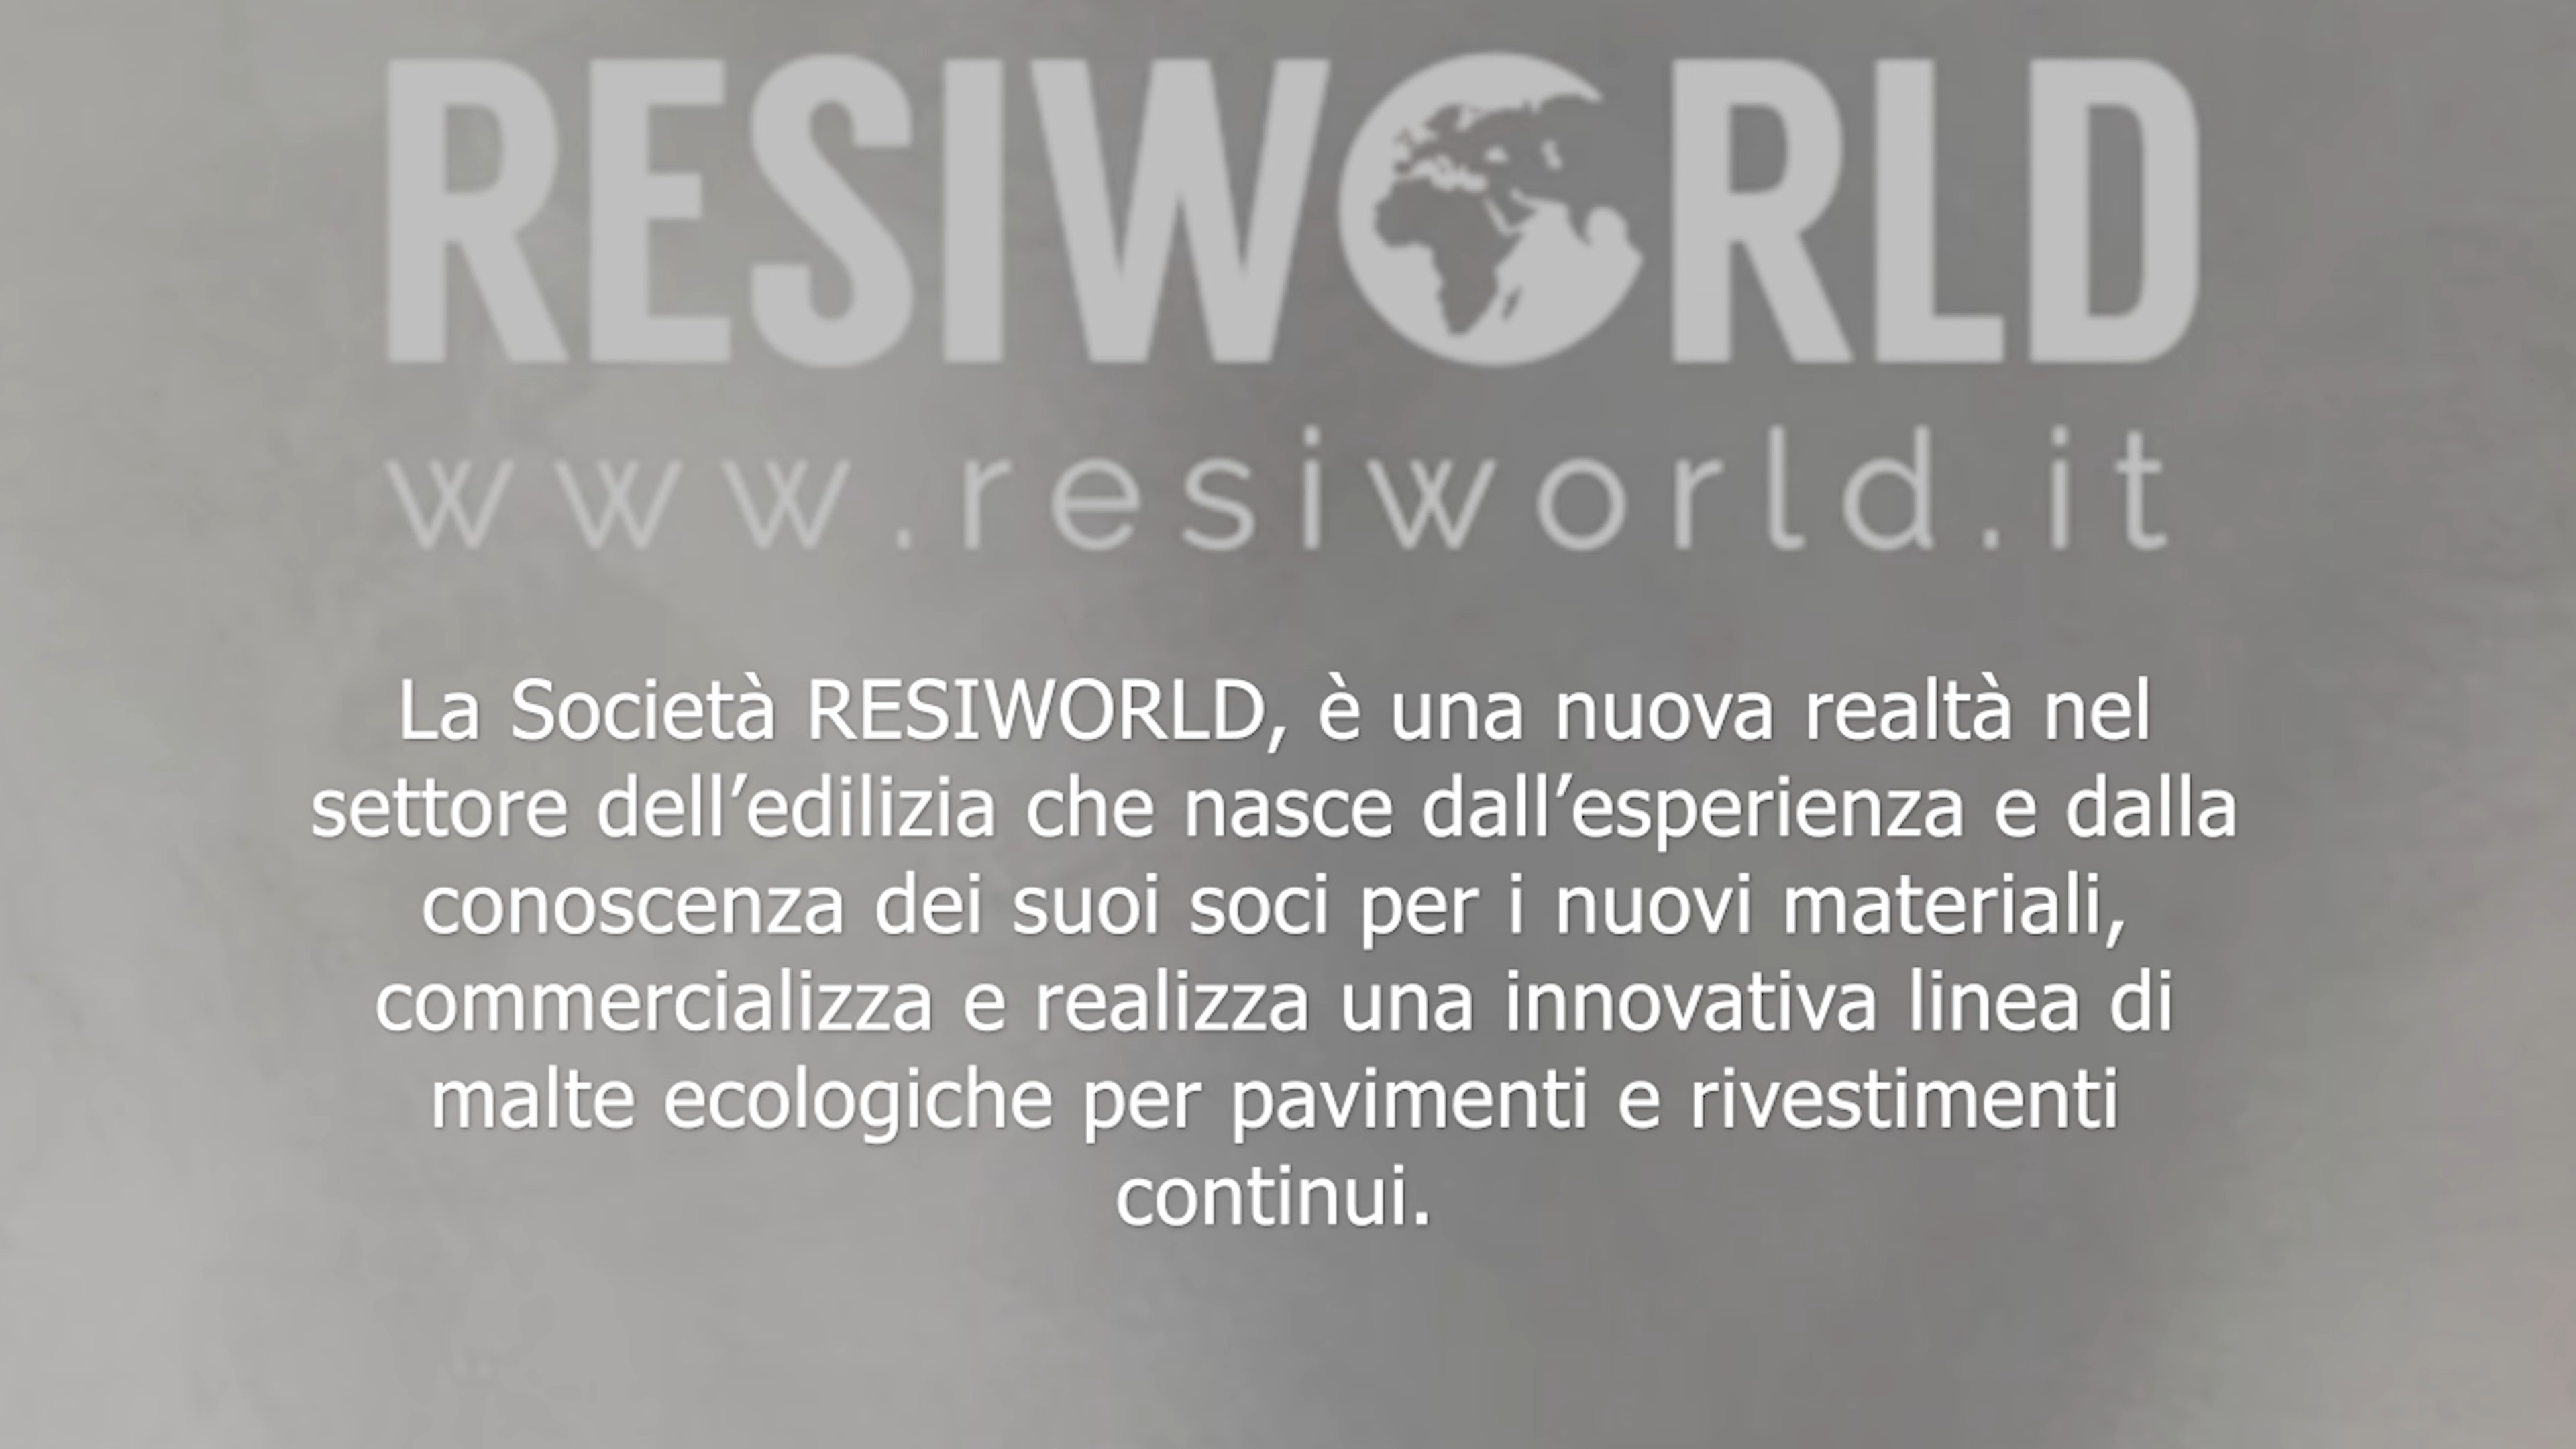 RESIWORLD
www.resiworld.it
La Società RESIWORLD, è una nuova realtà nel
settore dell’edilizia che nasce dall’esperienza e dalla
conoscenza dei suoi soci per i nuovi materiali,
commercializza e realizza una innovativa linea di
malte ecologiche per pavimenti e rivestimenti
continui.